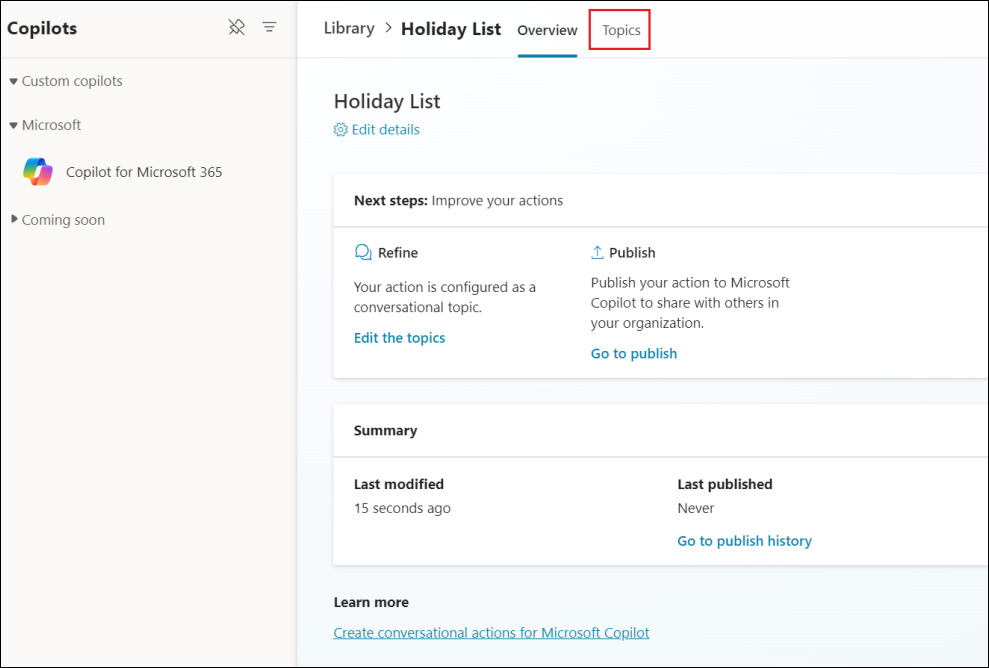 Copilots
Custom copilots
Microsoft
Copilot for Microsoft 365
Coming soon
Library > Holiday List Overview Topics
Holiday List
Edit details
Next steps: Improve your actions
Refine
Your action is configured as a
conversational topic.
Edit the topics
Publish
Publish your action to Microsoft
Copilot to share with others in
your organization.
Go to publish
Summary
Last modified
15 seconds ago
Last published
Never
Go to publish history
Learn more
Create conversational actions for Microsoft Copilot